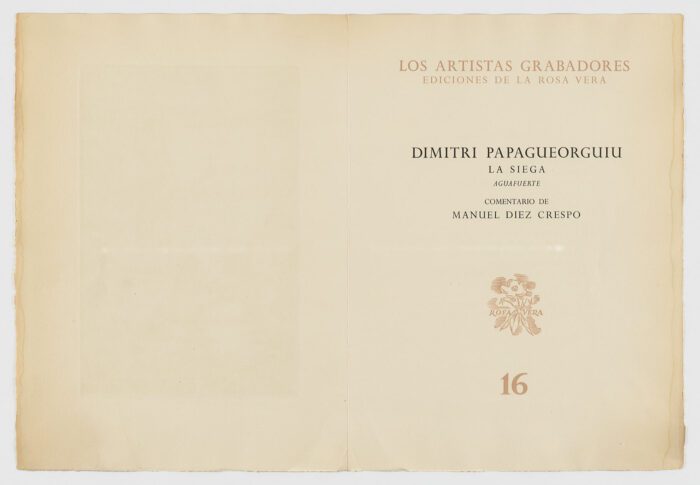 LOS ARTISTAS GRABADORES
EDICIONES DE LA ROSA VERA
DIMITRI PAPAGUEORGUIU
LA SIEGA
AGUAFUERTE
COMENTARIO DE
MANUEL DIEZ CRESPO
ROSA VERA
16